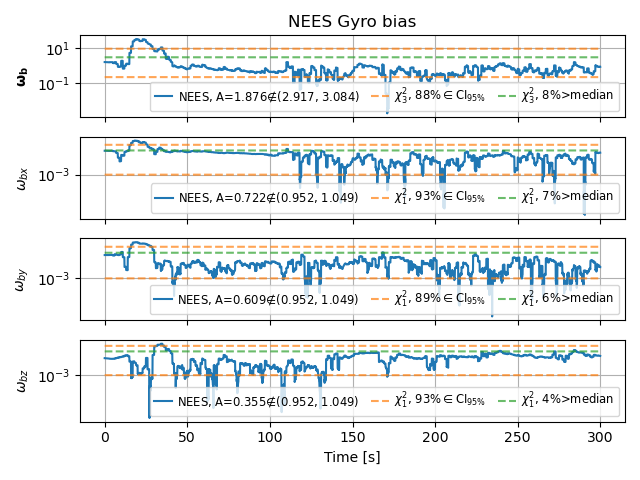 NEES Gyro bias
10¹
10⁻¹
ω_b
NEES, A=1.876∉(2.917, 3.084)
χ²₃, 88%∈CI₉₅%
χ²₃, 8%>median
10⁻³
ω_bx
NEES, A=0.722∉(0.952, 1.049)
χ²₁, 93%∈CI₉₅%
χ²₁, 7%>median
10⁻³
ω_by
NEES, A=0.609∉(0.952, 1.049)
χ²₁, 89%∈CI₉₅%
χ²₁, 6%>median
10⁻³
ω_bz
NEES, A=0.355∉(0.952, 1.049)
χ²₁, 93%∈CI₉₅%
χ²₁, 4%>median
0 50 100 150 200 250 300
Time [s]